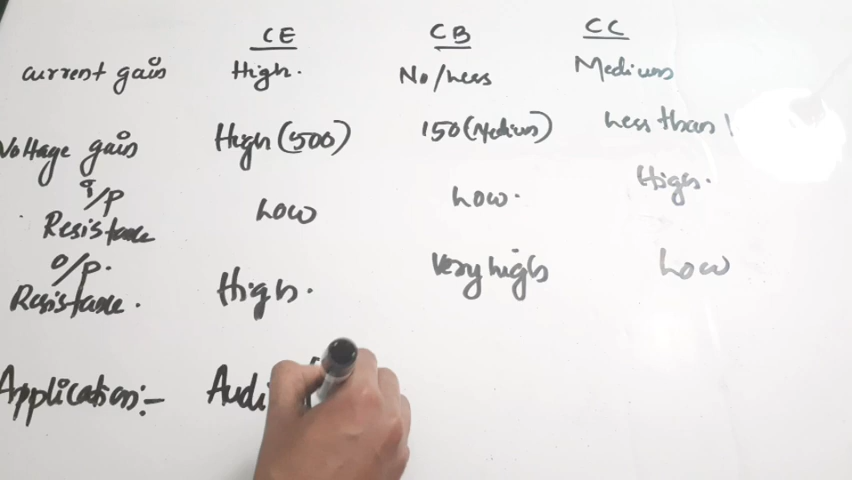 CE CB CC
Current gain High. No/Less Medium
Voltage gain High (500) 150 (Medium) Less than 1
i/p Low Low. High.
Resistance
o/p. High. Very high Low
Resistance.
Application:- Audi